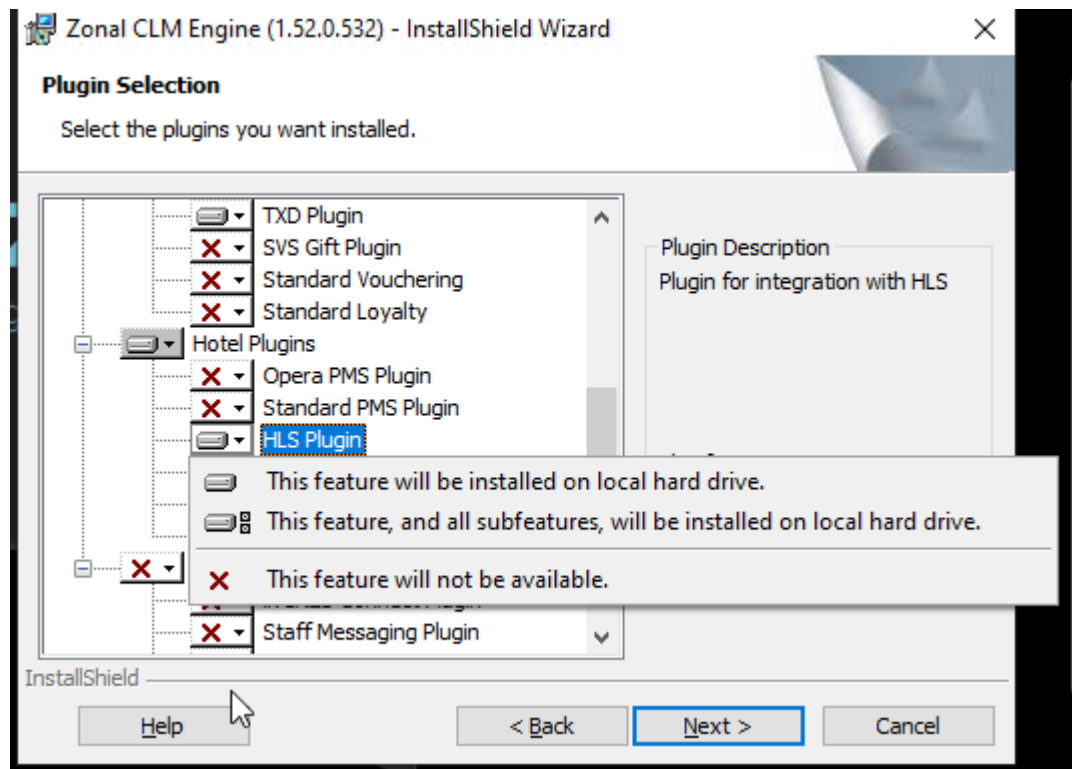 Zonal CLM Engine (1.52.0.532) - InstallShield Wizard
Plugin Selection
Select the plugins you want installed.
TXD Plugin
SVS Gift Plugin
Standard Vouchering
Standard Loyalty
Hotel Plugins
Opera PMS Plugin
Standard PMS Plugin
HLS Plugin
Plugin Description
Plugin for integration with HLS
This feature will be installed on local hard drive.
This feature, and all subfeatures, will be installed on local hard drive.
This feature will not be available.
Staff Messaging Plugin
InstallShield
Help
< Back
Next >
Cancel